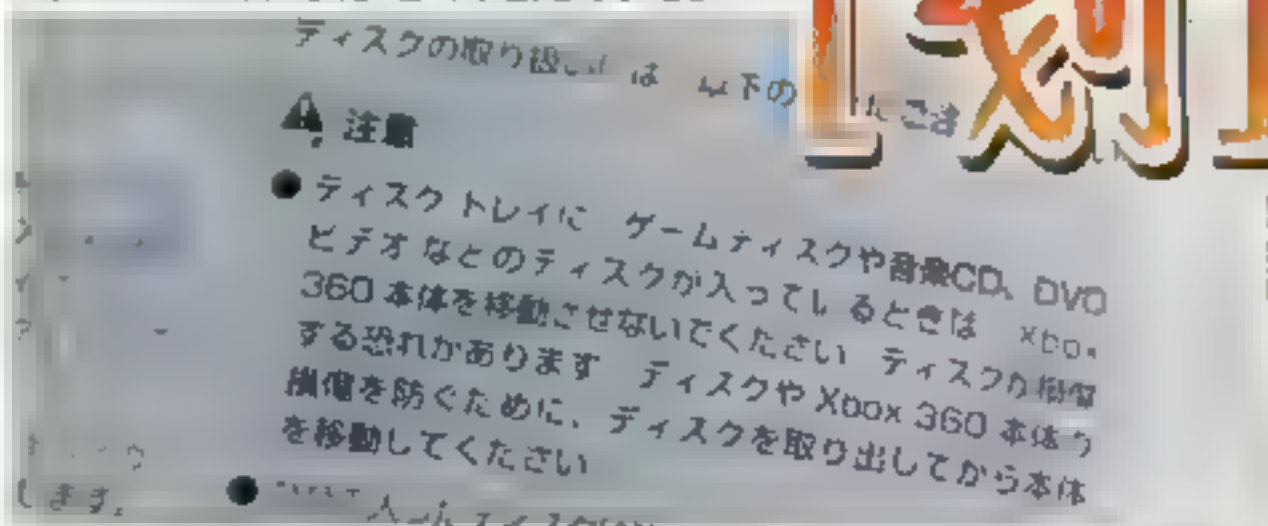 ディスクの取り扱い は 以下の
注意
刻
● ディスク トレイに ゲームディスクや音楽CD、DVD
ビデオなどのディスクが入っているときは Xbox
360 本体を移動させないでください ディスクが損傷
する恐れがあります ディスクや Xbox 360 本体の
損傷を防ぐために、ディスクを取り出してから本体
を移動してください
●
します。